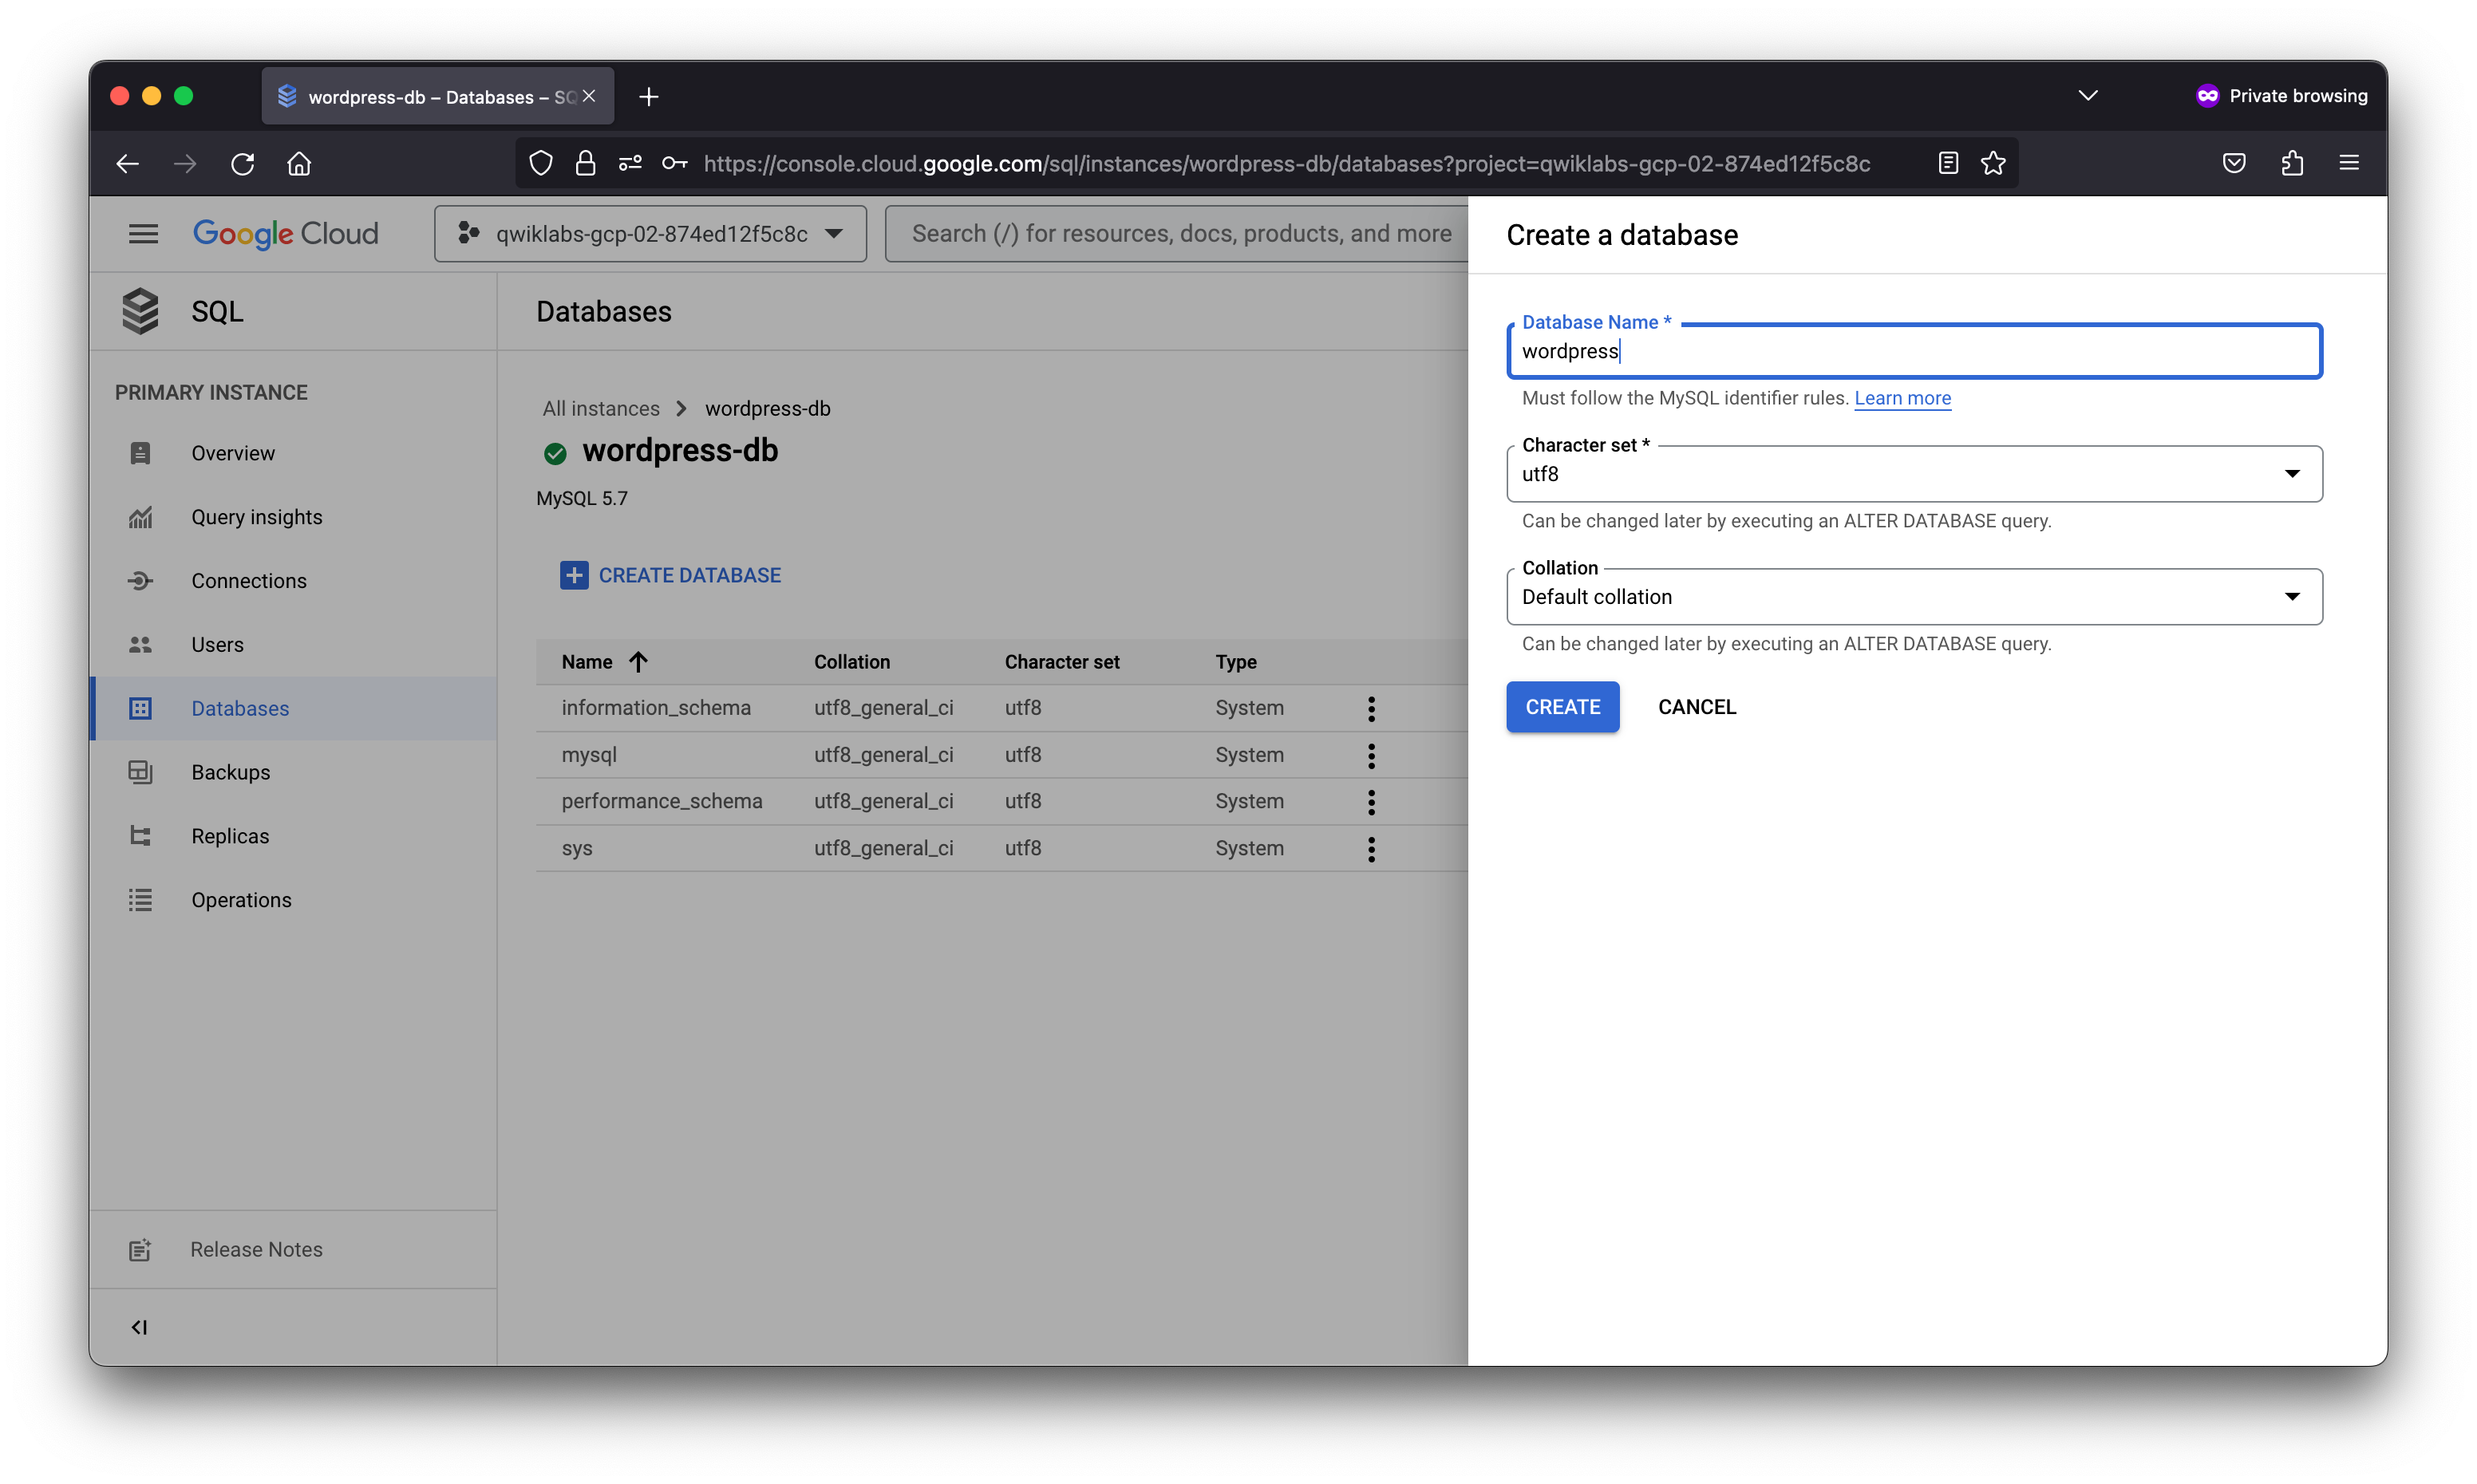 wordpress-db – Databases – SQ
Private browsing
https://console.cloud.google.com/sql/instances/wordpress-db/databases?project=qwiklabs-gcp-02-874ed12f5c8c
Google Cloud
qwiklabs-gcp-02-874ed12f5c8c
Search (/) for resources, docs, products, and more
SQL
PRIMARY INSTANCE
Overview
Query insights
Connections
Users
Databases
Backups
Replicas
Operations
Release Notes
Databases
All instances
wordpress-db
wordpress-db
MySQL 5.7
CREATE DATABASE
Name Collation Character set Type
information_schema utf8_general_ci utf8 System
mysql utf8_general_ci utf8 System
performance_schema utf8_general_ci utf8 System
sys utf8_general_ci utf8 System
Create a database
Database Name *
wordpress
Must follow the MySQL identifier rules. Learn more
Character set *
utf8
Can be changed later by executing an ALTER DATABASE query.
Collation
Default collation
Can be changed later by executing an ALTER DATABASE query.
CREATE CANCEL